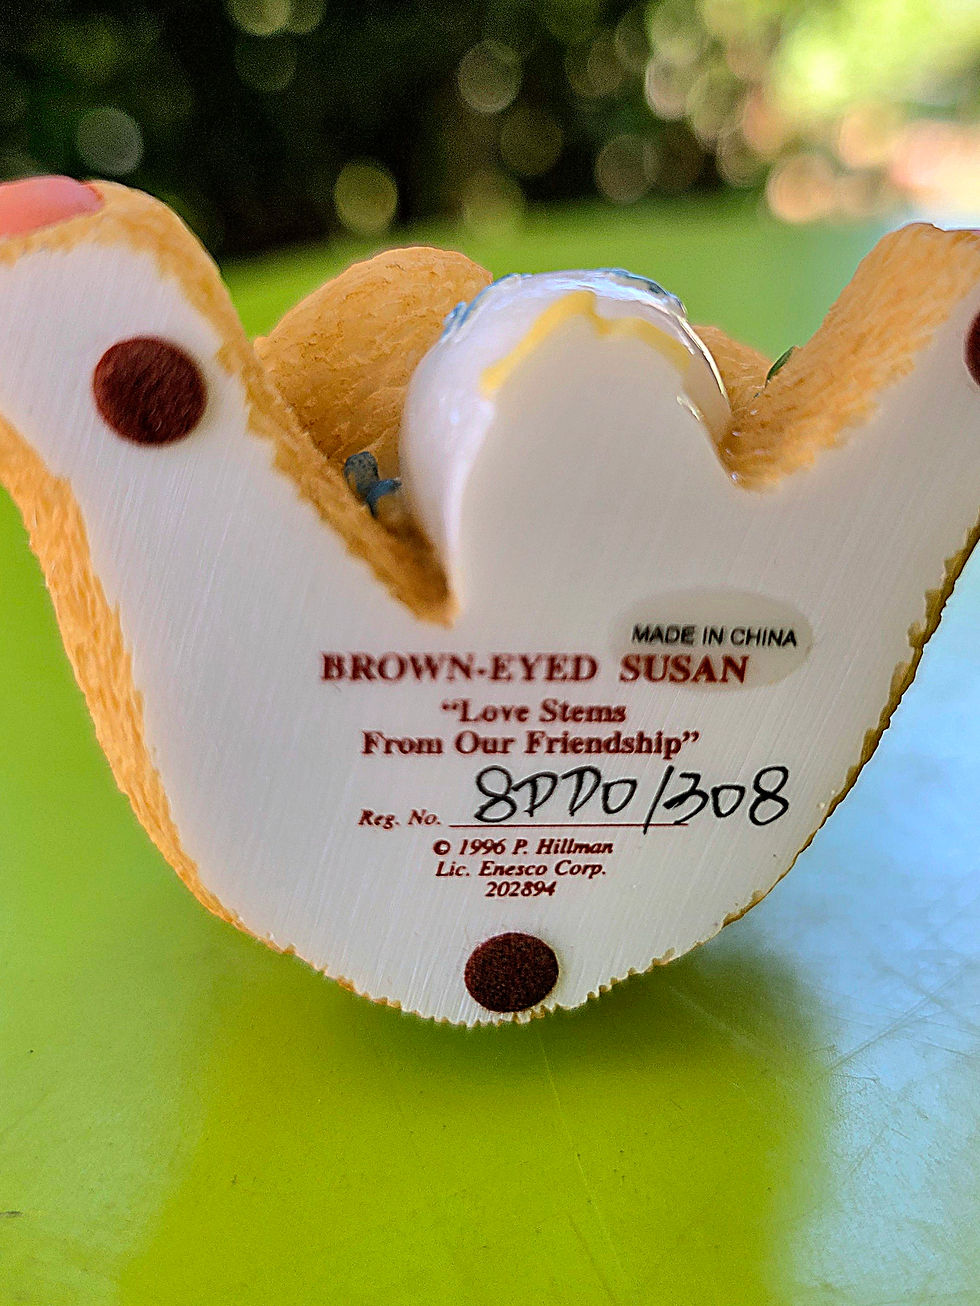 MADE IN CHINA
BROWN-EYED SUSAN
“Love Stems
From Our Friendship”
Reg. No. 8DD0/308
© 1996 P. Hillman
Lic. Enesco Corp.
202894